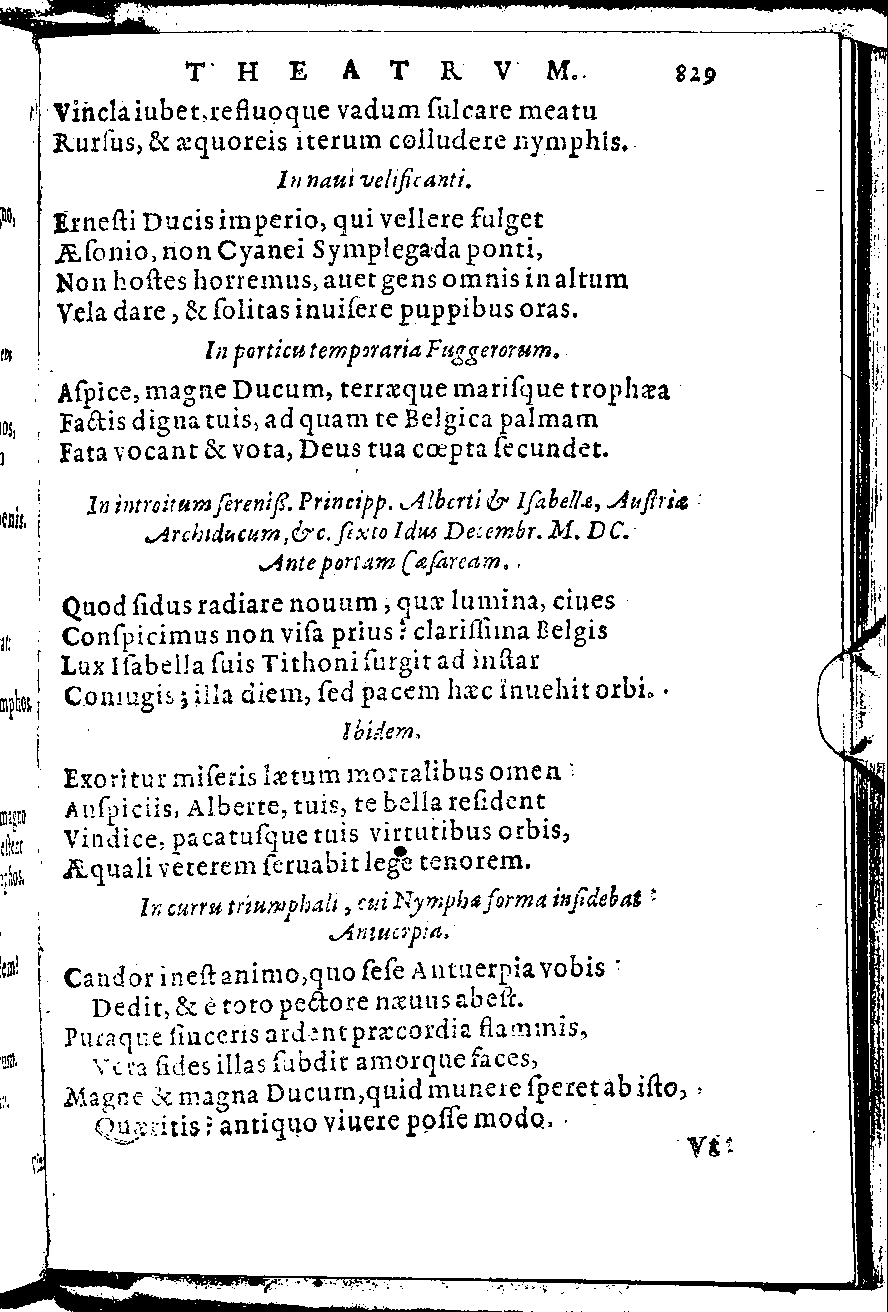 THEATRVM. 829
Vincla iubet, refluoque vadum ſulcare meatu
Rurſus, & æquoreis iterum colludere nymphis.
In naui velificanti.
Erneſti Ducis imperio, qui vellere fulget
Æſonio, non Cyanei Symplegada ponti,
Non hoſtes horremus, auet gens omnis in altum
Vela dare, & ſolitas inuiſere puppibus oras.
In porticu temporaria Fuggerorum.
Aſpice, magne Ducum, terræque mariſque trophæa
Factis digna tuis, ad quam te Belgica palmam
Fata vocant & vota, Deus tua cœpta ſecundet.
In introitum ſereniß. Principp. Alberti & Iſabellæ, Auſtriæ
Archiducum, &c. ſexto Idus Decembr. M. DC.
Ante portam Cæſaream.
Quod ſidus radiare nouum, quæ lumina, ciues
Conſpicimus non viſa prius? clariſſima Belgis
Lux Iſabella ſuis Tithoni ſurgit ad inſtar
Coniugis; illa diem, ſed pacem hæc inuehit orbi.
Ibidem.
Exoritur miſeris lætum mortalibus omen
Auſpiciis, Alberte, tuis, te bella reſident
Vindice, pacatuſque tuis virtutibus orbis,
Æquali veterem ſeruabit lege tenorem.
In curru triumphali, cui Nymphæ forma inſidebat
Antuerpia.
Candor ineſt animo, quo ſeſe Antuerpia vobis
Dedit, & è toto pectore næuus abeſt.
Puraque ſinceris ardent præcordia flammis,
Vera fides illas ſubdit amorque faces,
Magne & magna Ducum, quid munere ſperet ab iſto,
Quæritis? antiquo viuere poſſe modo.
Vt